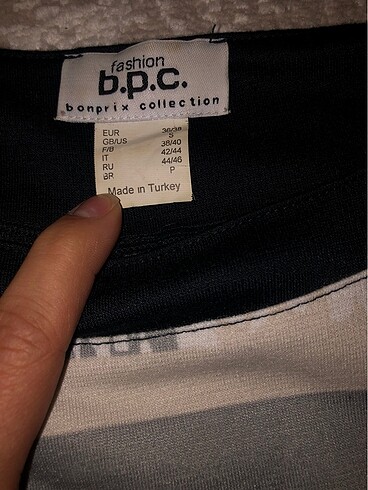 fashion
b.p.c.
bonprix collection
EUR 36/38
GB/US S
F/B 38/40
IT 42/44
RU 44/46
BR P
Made in Turkey